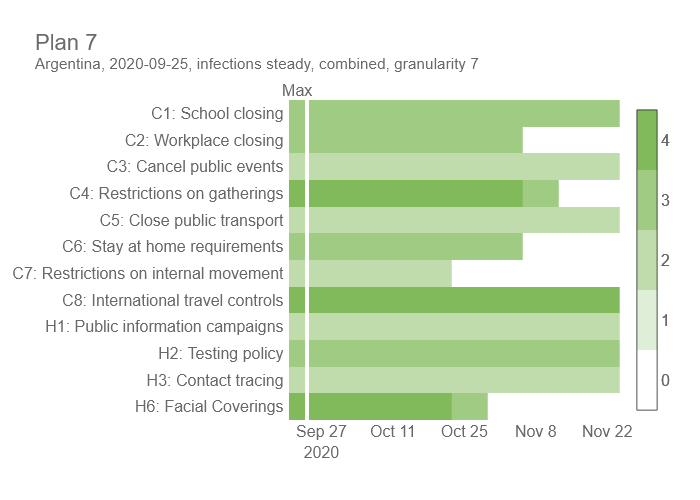 Plan 7
Argentina, 2020-09-25, infections steady, combined, granularity 7
Max
C1: School closing
C2: Workplace closing
C3: Cancel public events
C4: Restrictions on gatherings
C5: Close public transport
C6: Stay at home requirements
C7: Restrictions on internal movement
C8: International travel controls
H1: Public information campaigns
H2: Testing policy
H3: Contact tracing
H6: Facial Coverings
Sep 27 Oct 11 Oct 25 Nov 8 Nov 22
2020
4
3
2
1
0